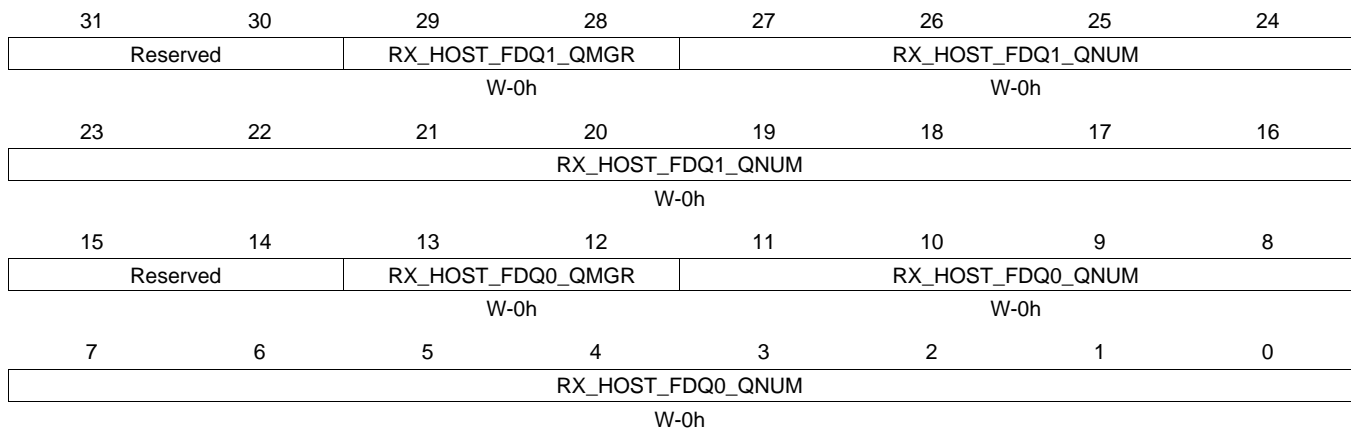 31 30 29 28 27 26 25 24
Reserved RX_HOST_FDQ1_QMGR RX_HOST_FDQ1_QNUM
W-0h W-0h
23 22 21 20 19 18 17 16
RX_HOST_FDQ1_QNUM
W-0h
15 14 13 12 11 10 9 8
Reserved RX_HOST_FDQ0_QMGR RX_HOST_FDQ0_QNUM
W-0h W-0h
7 6 5 4 3 2 1 0
RX_HOST_FDQ0_QNUM
W-0h